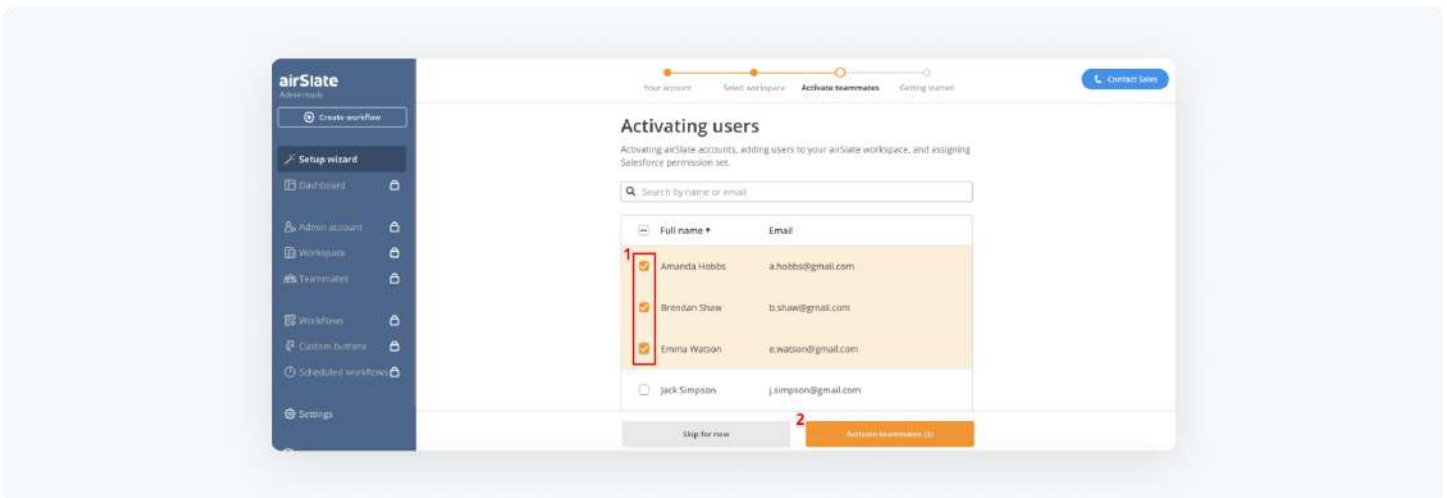 airSlate
Admin tools
Create workflow
Setup wizard
Dashboard
Admin account
Workspace
Teammates
Workflows
Custom buttons
Scheduled workflows
Settings
Your account
Select workspace
Activate teammates
Getting started
Contact Sales
Activating users
Activating airSlate accounts, adding users to your airSlate workspace, and assigning
Salesforce permission set.
Search by name or email
Full name
Email
1
Amanda Hobbs
a.hobbs@gmail.com
Brendan Shaw
b.shaw@gmail.com
Emma Watson
e.watson@gmail.com
Jack Simpson
j.simpson@gmail.com
Skip for now
2
Activate teammates (3)